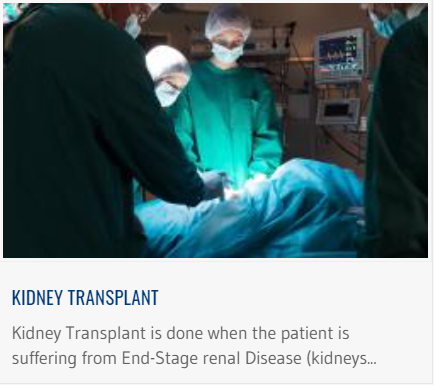 KIDNEY TRANSPLANT
Kidney Transplant is done when the patient is
suffering from End-Stage renal Disease (kidneys...